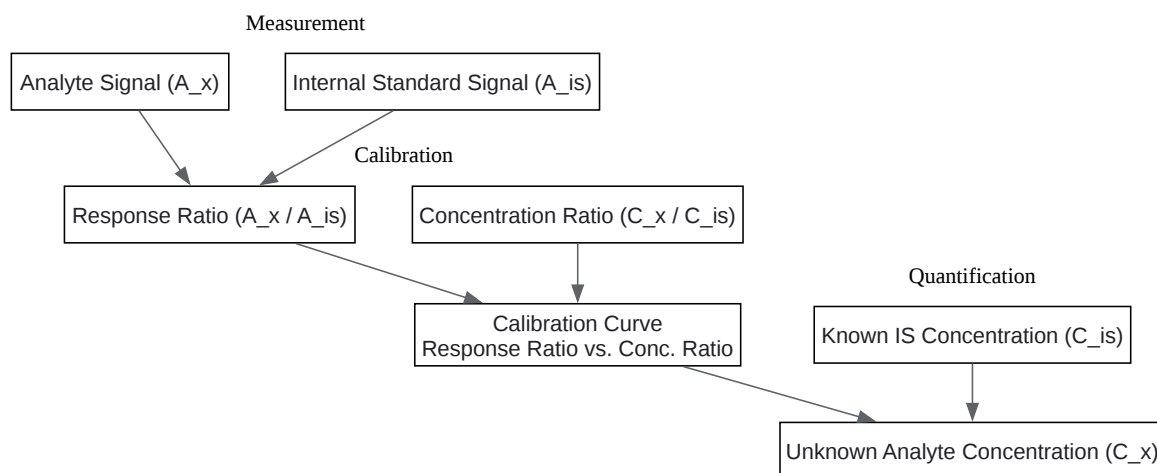 Measurement
Analyte Signal (A_x)
Internal Standard Signal (A_is)
Calibration
Response Ratio (A_x / A_is)
Concentration Ratio (C_x / C_is)
Quantification
Calibration Curve
Response Ratio vs. Conc. Ratio
Known IS Concentration (C_is)
Unknown Analyte Concentration (C_x)